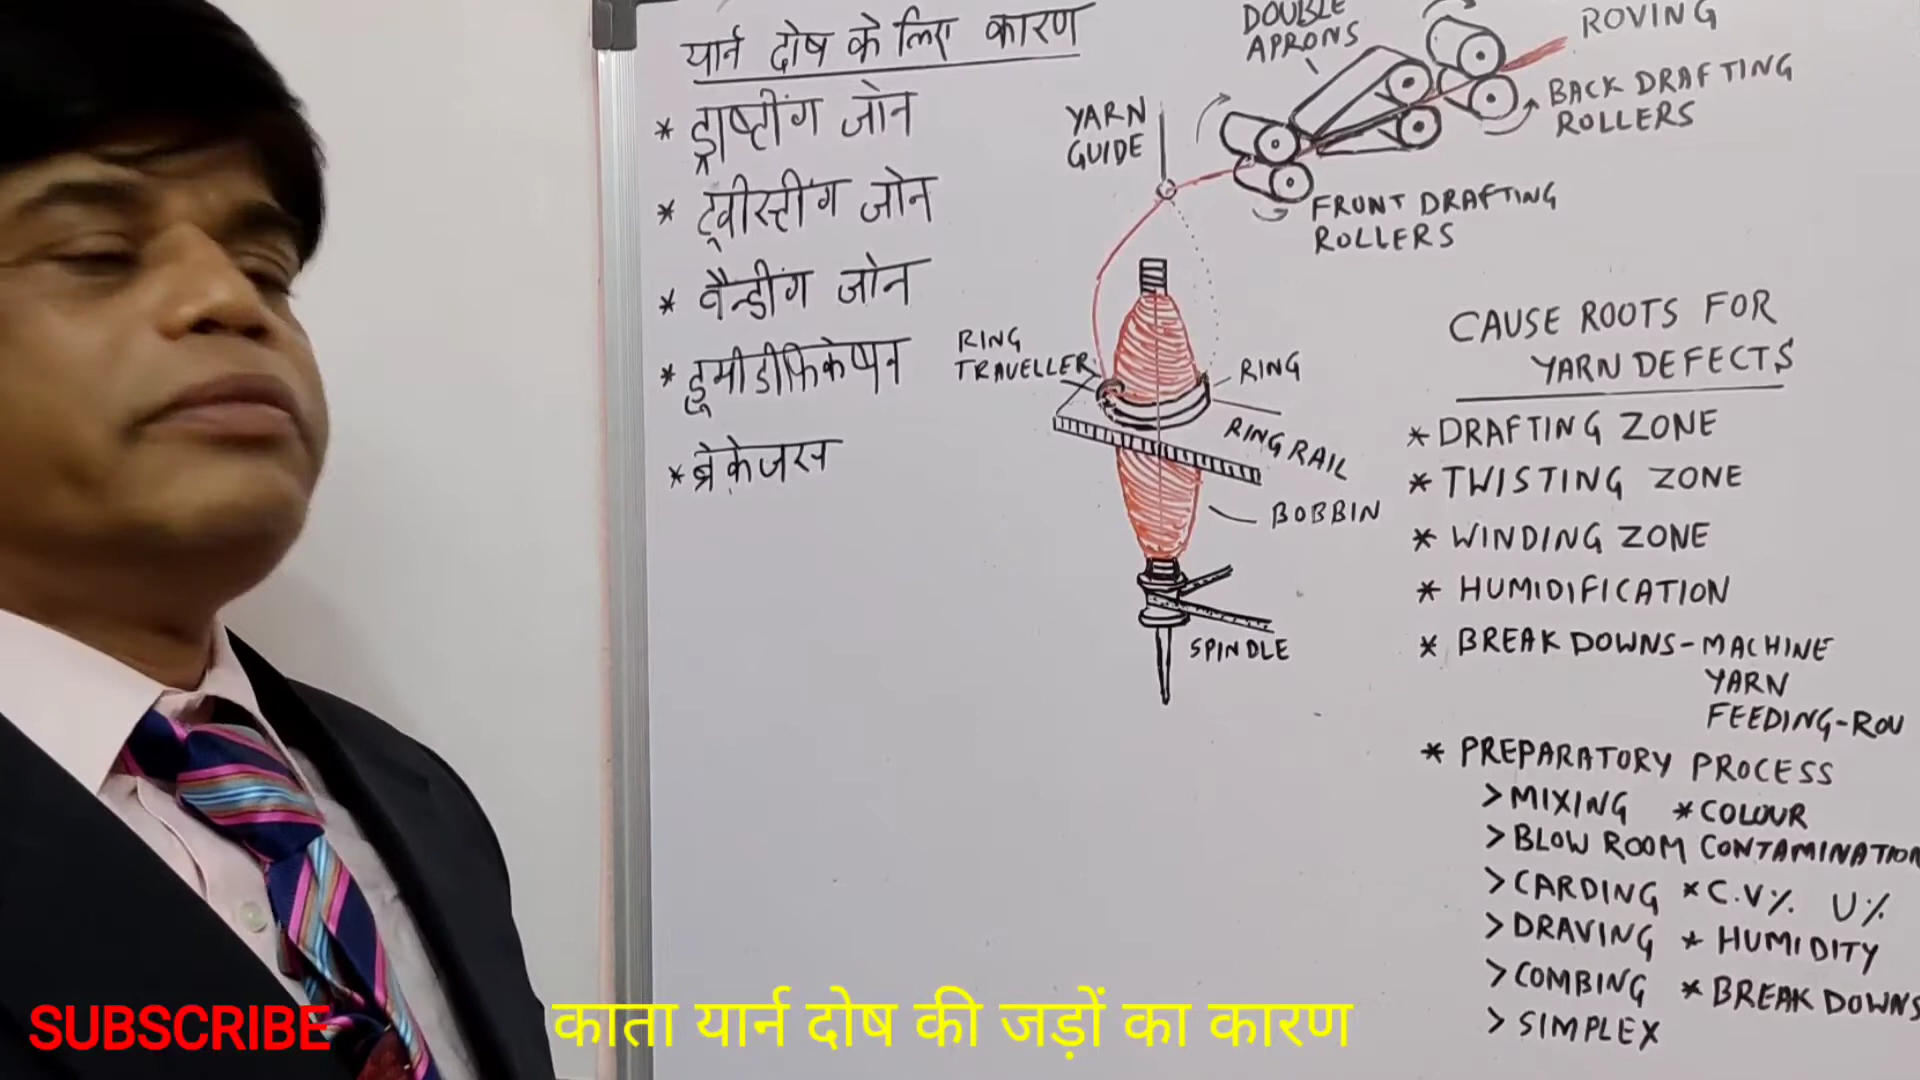 यार्न दोष के लिए कारण
* ड्राफ्टींग जोन
* ट्वीस्टींग जोन
* वैन्डींग जोन
* हूमीडीफिकेषन
* ब्रेकेजस
DOUBLE
APRONS
ROVING
BACK DRAFTING
ROLLERS
YARN
GUIDE
FRONT DRAFTING
ROLLERS
RING
TRAVELLER
RING
RING RAIL
BOBBIN
SPINDLE
CAUSE ROOTS FOR
YARN DEFECTS
* DRAFTING ZONE
* TWISTING ZONE
* WINDING ZONE
* HUMIDIFICATION
* BREAK DOWNS - MACHINE
YARN
FEEDING-ROV
* PREPARATORY PROCESS
> MIXING * COLOUR
> BLOW ROOM CONTAMINATION
> CARDING * C.V% U%
> DRAVING * HUMIDITY
> COMBING * BREAK DOWNS
> SIMPLEX
SUBSCRIBE
काता यार्न दोष की जड़ों का कारण